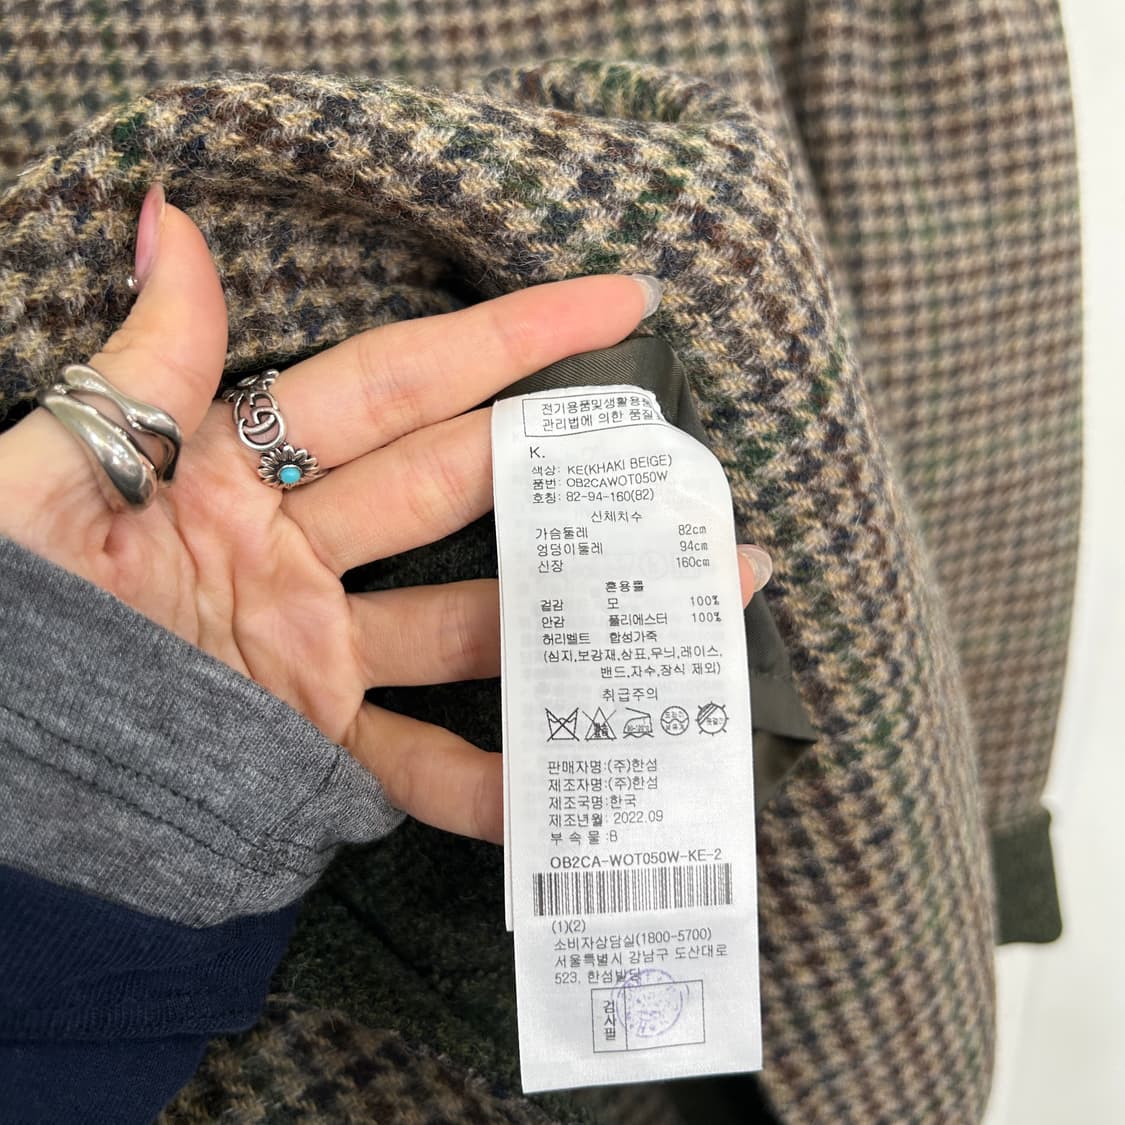 전기용품및생활용품
관리법에 의한 품질
K.
색상: KE(KHAKI BEIGE)
품번: OB2CAWOT050W
호칭: 82-94-160(82)
신체치수
가슴둘레 82cm
엉덩이둘레 94cm
신장 160cm
혼용률
겉감 모 100%
안감 폴리에스터 100%
허리벨트 합성가죽
(심지,보강재,상표,무늬,레이스,
밴드,자수,장식 제외)
취급주의
판매자명:(주)한섬
제조자명:(주)한섬
제조국명:한국
제조년월: 2022.09
부 속 물 :B
OB2CA-WOT050W-KE-2
(1)(2)
소비자상담실(1800-5700)
서울특별시 강남구 도산대로
523, 한섬빌딩
검사필